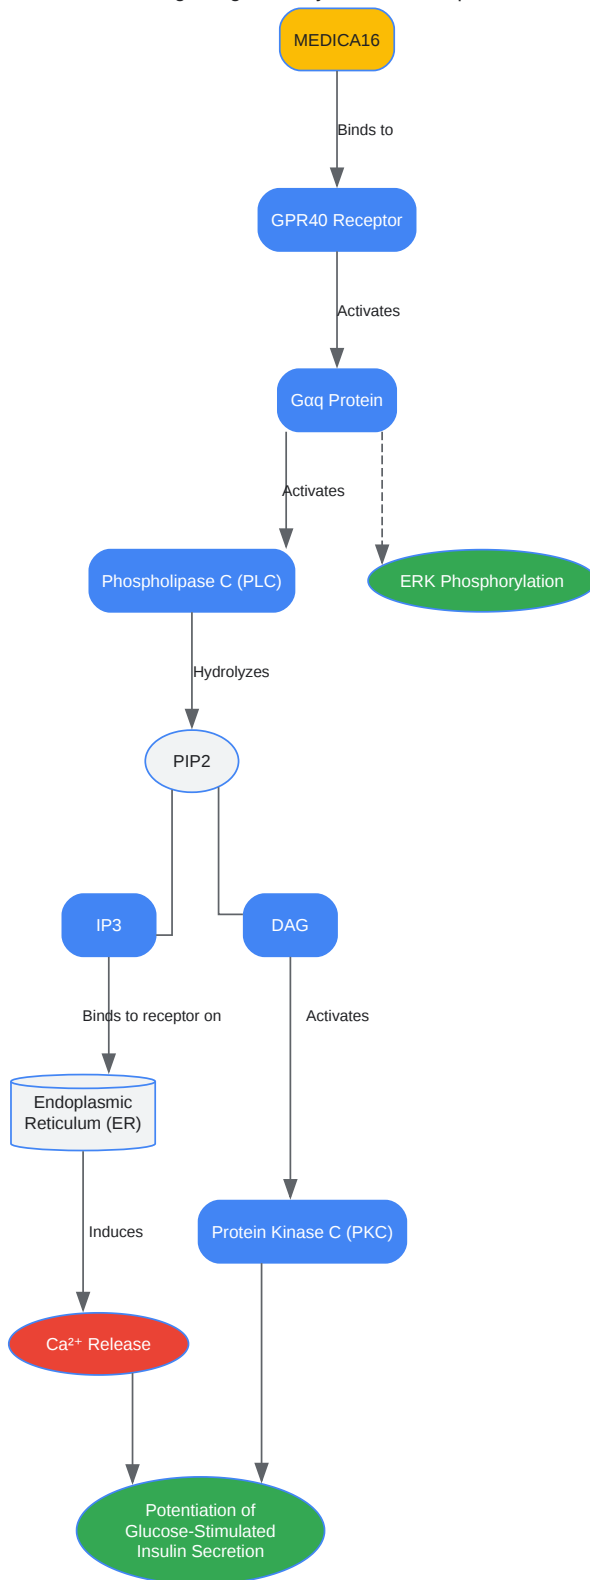 MEDICA16
Binds to
GPR40 Receptor
Activates
Gαq Protein
Activates
Phospholipase C (PLC)
ERK Phosphorylation
Hydrolyzes
PIP2
IP3
DAG
Binds to receptor on
Activates
Endoplasmic
Reticulum (ER)
Induces
Protein Kinase C (PKC)
Ca²⁺ Release
Potentiation of
Glucose-Stimulated
Insulin Secretion